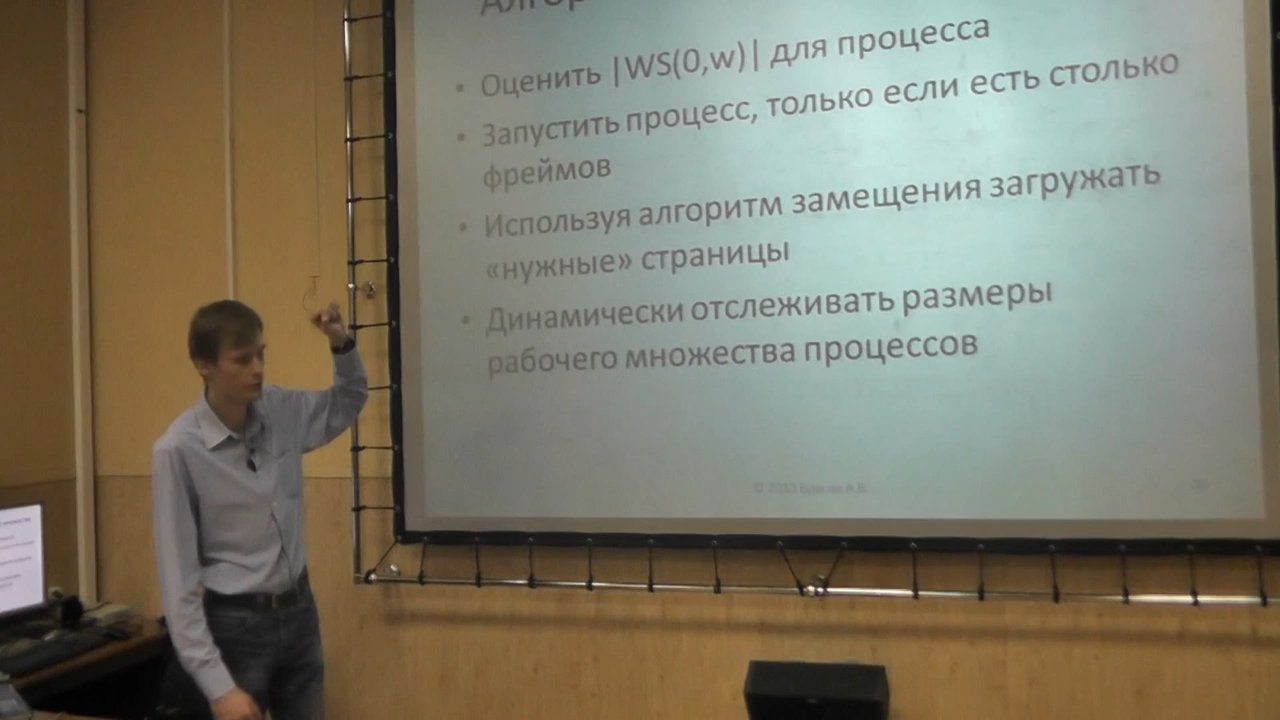 • Оценить |WS(0,w)| для процесса
• Запустить процесс, только если есть столько
фреймов
• Используя алгоритм замещения загружать
«нужные» страницы
• Динамически отслеживать размеры
рабочего множества процессов
© 2013